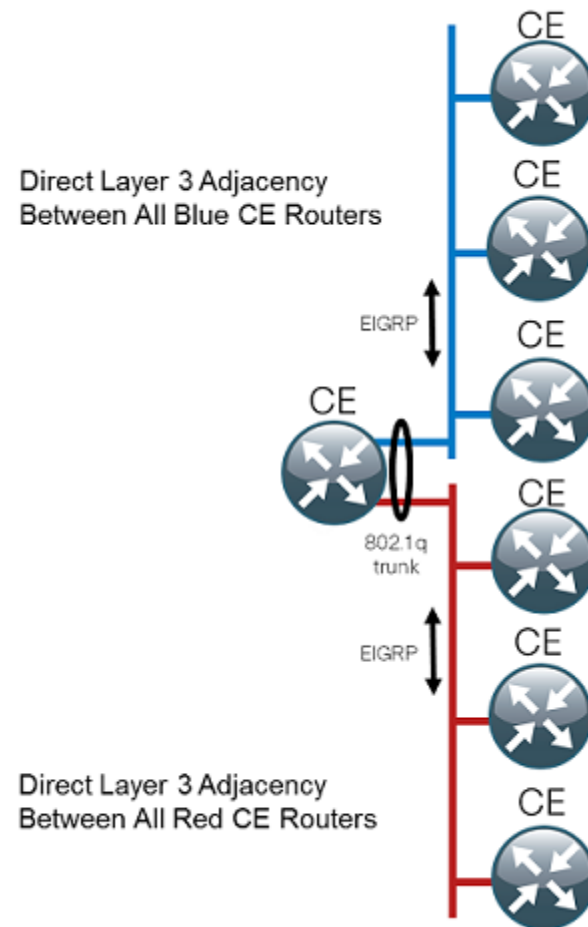 CE
CE
Direct Layer 3 Adjacency
Between All Blue CE Routers
EIGRP
CE
CE
802.1q
trunk
CE
EIGRP
CE
Direct Layer 3 Adjacency
Between All Red CE Routers
CE